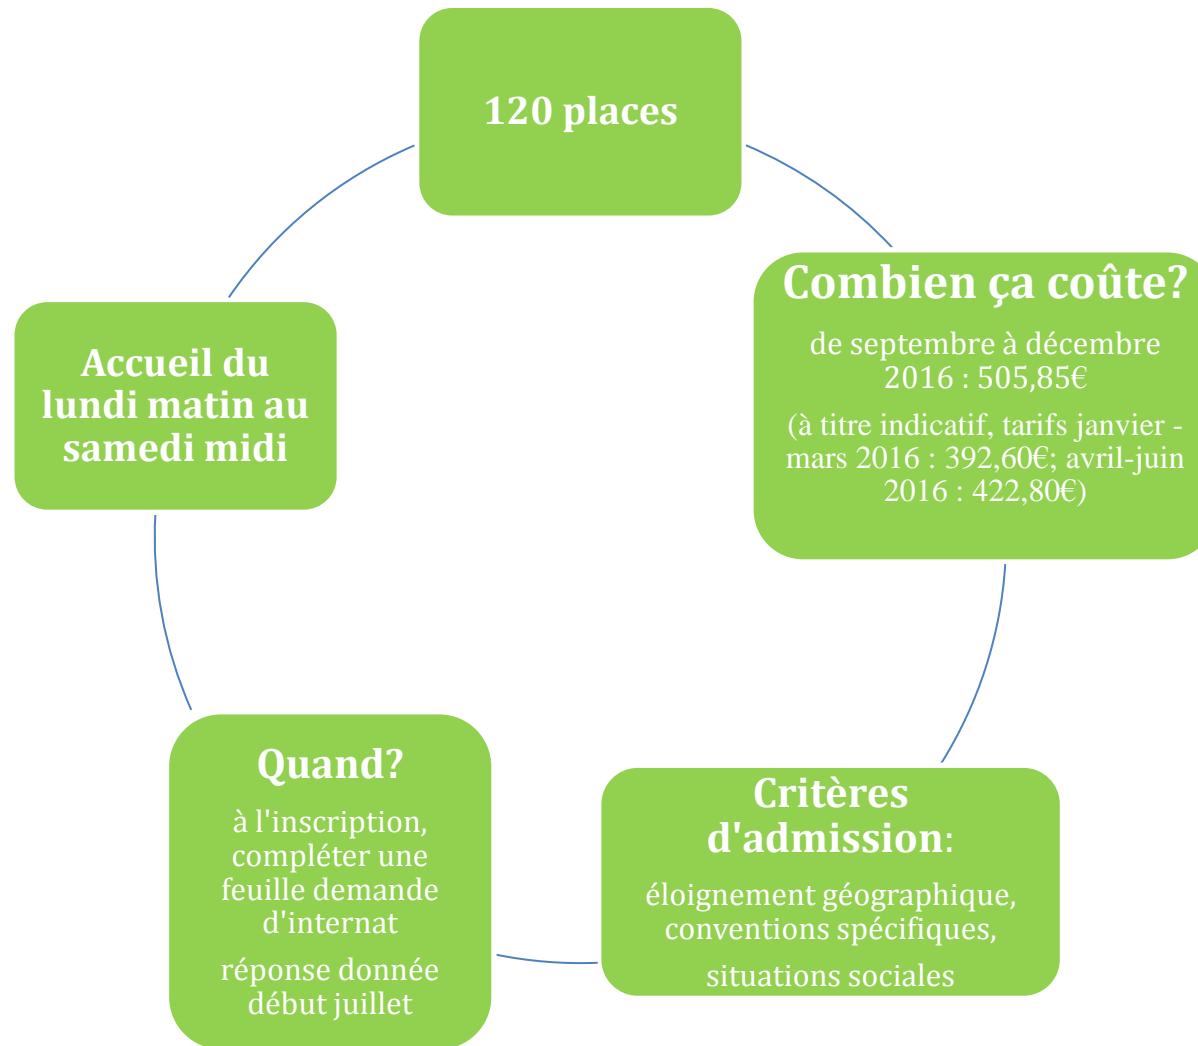 120 places
Combien ça coûte?
de septembre à décembre
2016 : 505,85€
(à titre indicatif, tarifs janvier -
mars 2016 : 392,60€; avril-juin
2016 : 422,80€)
Critères
d'admission:
éloignement géographique,
conventions spécifiques,
situations sociales
Quand?
à l'inscription,
compléter une
feuille demande
d'internat
réponse donnée
début juillet
Accueil du
lundi matin au
samedi midi